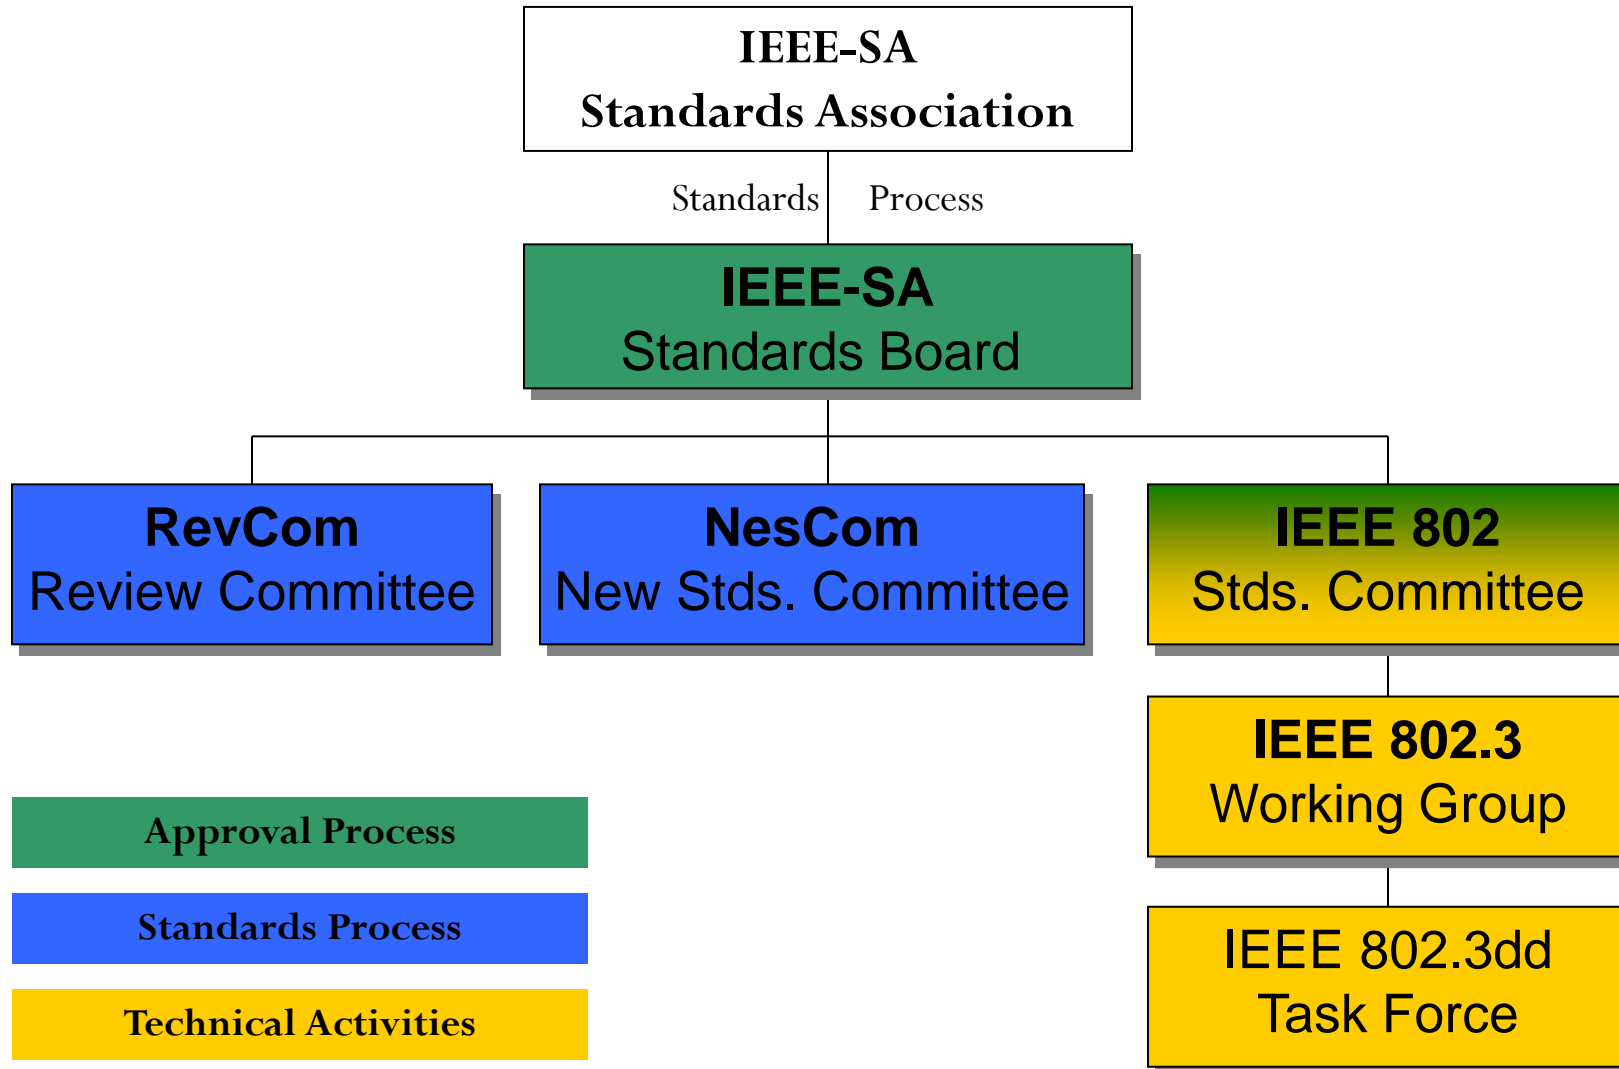 IEEE-SA
Standards Association
Standards Process
IEEE-SA
Standards Board
RevCom
Review Committee
NesCom
New Stds. Committee
IEEE 802
Stds. Committee
IEEE 802.3
Working Group
IEEE 802.3dd
Task Force
Approval Process
Standards Process
Technical Activities